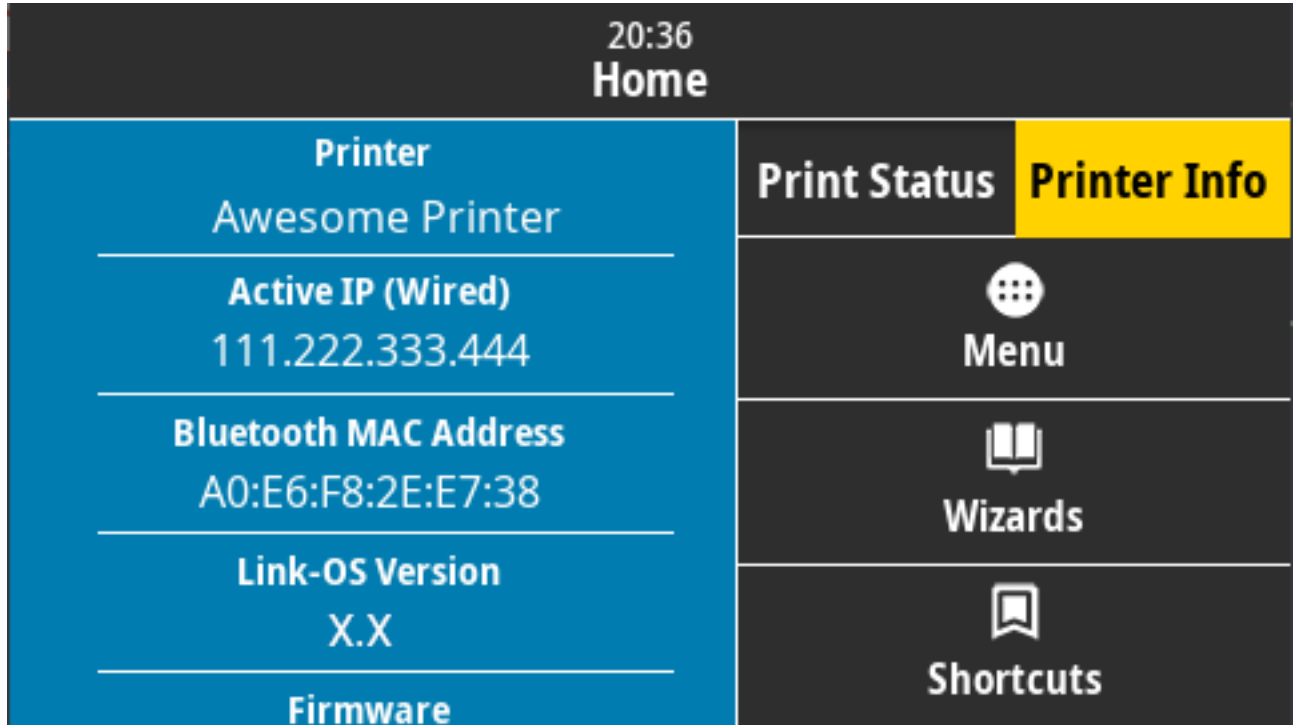 20:36
Home
Printer
Awesome Printer
Active IP (Wired)
111.222.333.444
Bluetooth MAC Address
A0:E6:F8:2E:E7:38
Link-OS Version
X.X
Firmware
Print Status
Printer Info
Menu
Wizards
Shortcuts